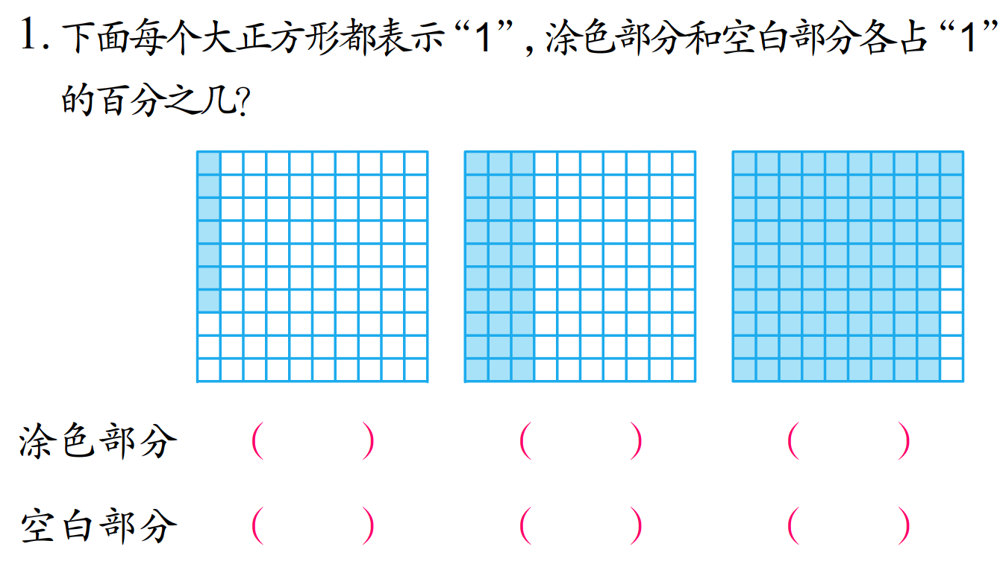 1. 下面每个大正方形都表示“1”,涂色部分和空白部分各占“1”
的百分之几?
涂色部分 ( ) ( ) ( )
空白部分 ( ) ( ) ( )